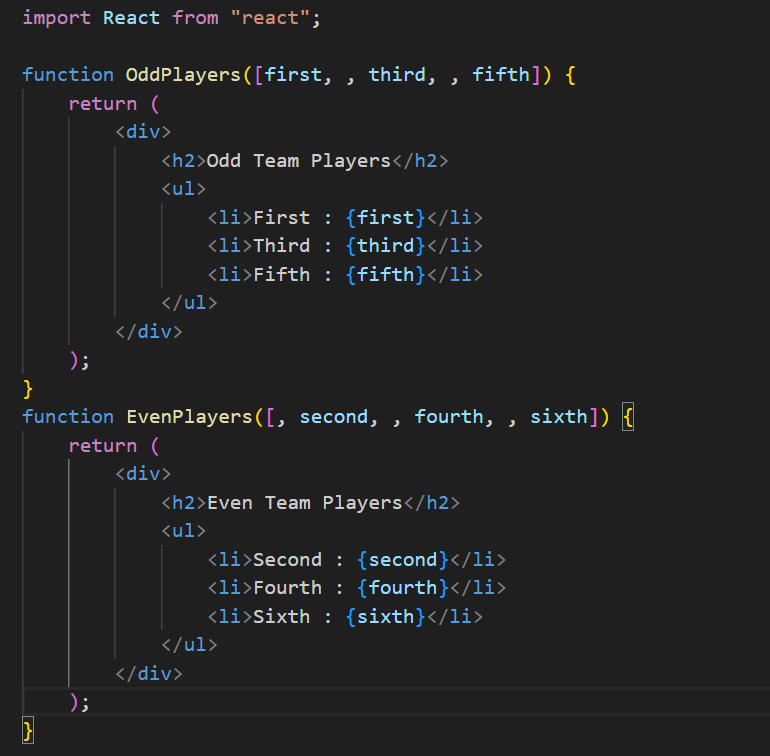 import React from "react";

function OddPlayers([first, , third, , fifth]) {
    return (
        <div>
            <h2>Odd Team Players</h2>
            <ul>
                <li>First : {first}</li>
                <li>Third : {third}</li>
                <li>Fifth : {fifth}</li>
            </ul>
        </div>
    );
}
function EvenPlayers([, second, , fourth, , sixth]) {
    return (
        <div>
            <h2>Even Team Players</h2>
            <ul>
                <li>Second : {second}</li>
                <li>Fourth : {fourth}</li>
                <li>Sixth : {sixth}</li>
            </ul>
        </div>
    );
}